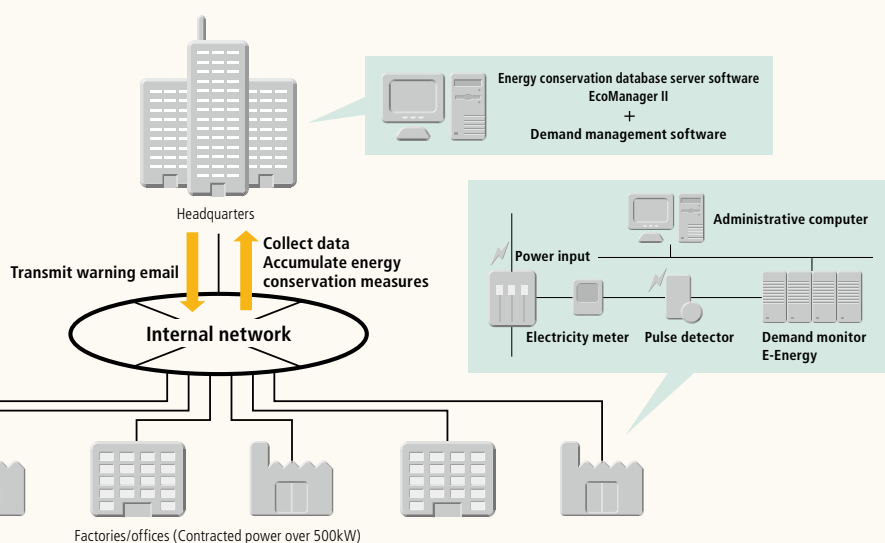 Energy conservation database server software
EcoManager II
+
Demand management software
Headquarters
Transmit warning email
Collect data
Accumulate energy
conservation measures
Internal network
Administrative computer
Power input
Electricity meter
Pulse detector
Demand monitor
E-Energy
Factories/offices (Contracted power over 500kW)